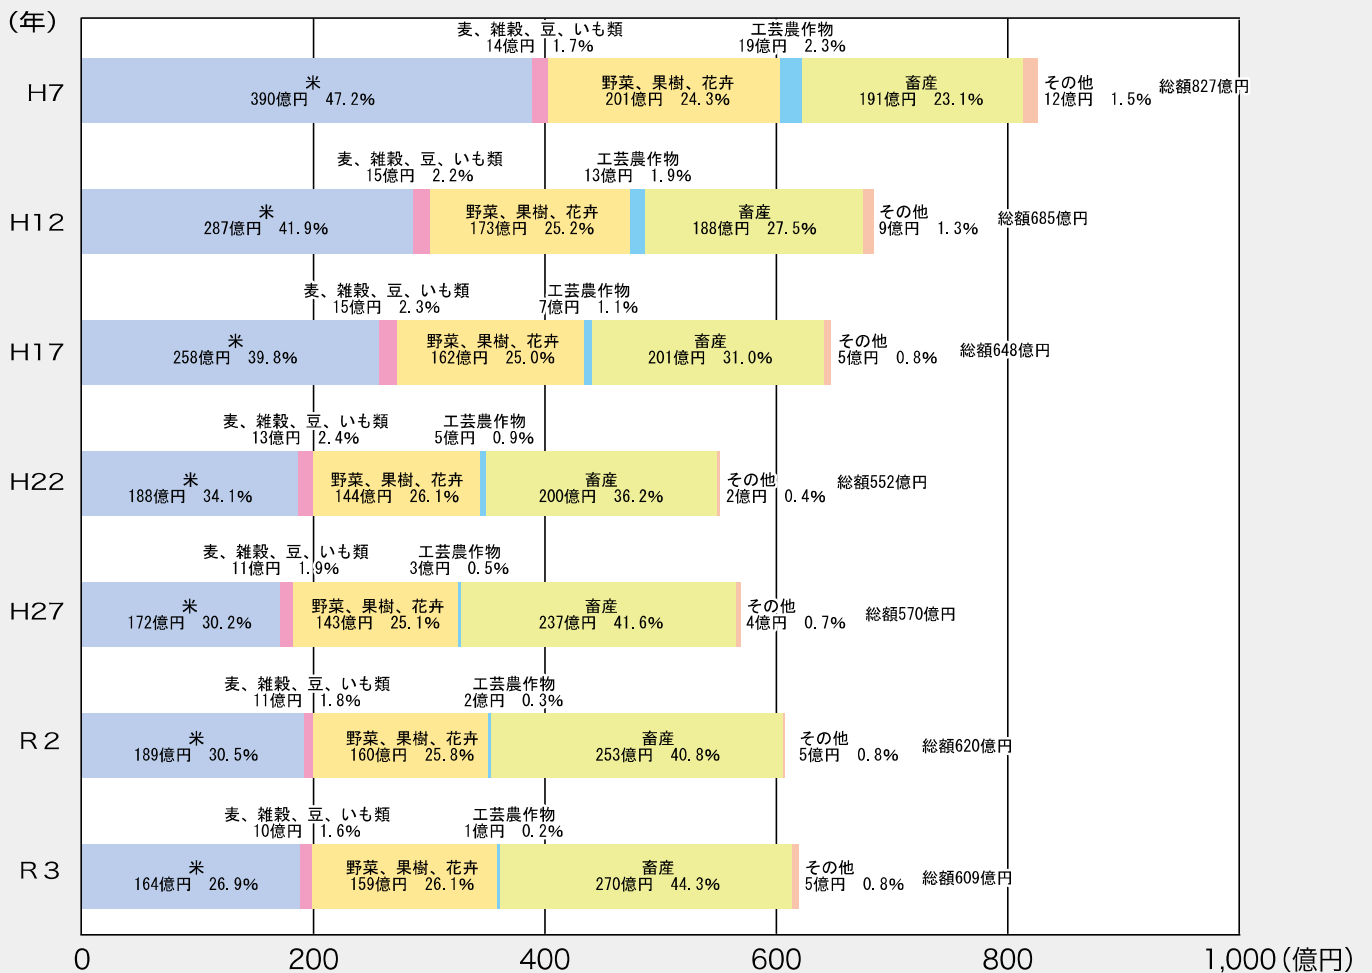 (年)
麦、雑穀、豆、いも類
14億円 1.7%
工芸農作物
19億円 2.3%
H7
米
390億円 47.2%
野菜、果樹、花卉
201億円 24.3%
畜産
191億円 23.1%
その他
12億円 1.5%
総額827億円
麦、雑穀、豆、いも類
15億円 2.2%
工芸農作物
13億円 1.9%
H12
米
287億円 41.9%
野菜、果樹、花卉
173億円 25.2%
畜産
188億円 27.5%
その他
9億円 1.3%
総額685億円
麦、雑穀、豆、いも類
15億円 2.3%
工芸農作物
7億円 1.1%
H17
米
258億円 39.8%
野菜、果樹、花卉
162億円 25.0%
畜産
201億円 31.0%
その他
5億円 0.8%
総額648億円
麦、雑穀、豆、いも類
13億円 2.4%
工芸農作物
5億円 0.9%
H22
米
188億円 34.1%
野菜、果樹、花卉
144億円 26.1%
畜産
200億円 36.2%
その他
2億円 0.4%
総額552億円
麦、雑穀、豆、いも類
11億円 1.9%
工芸農作物
3億円 0.5%
H27
米
172億円 30.2%
野菜、果樹、花卉
143億円 25.1%
畜産
237億円 41.6%
その他
4億円 0.7%
総額570億円
麦、雑穀、豆、いも類
11億円 1.8%
工芸農作物
2億円 0.3%
R2
米
189億円 30.5%
野菜、果樹、花卉
160億円 25.8%
畜産
253億円 40.8%
その他
5億円 0.8%
総額620億円
麦、雑穀、豆、いも類
10億円 1.6%
工芸農作物
1億円 0.2%
R3
米
164億円 26.9%
野菜、果樹、花卉
159億円 26.1%
畜産
270億円 44.3%
その他
5億円 0.8%
総額609億円
0 200 400 600 800 1,000(億円)